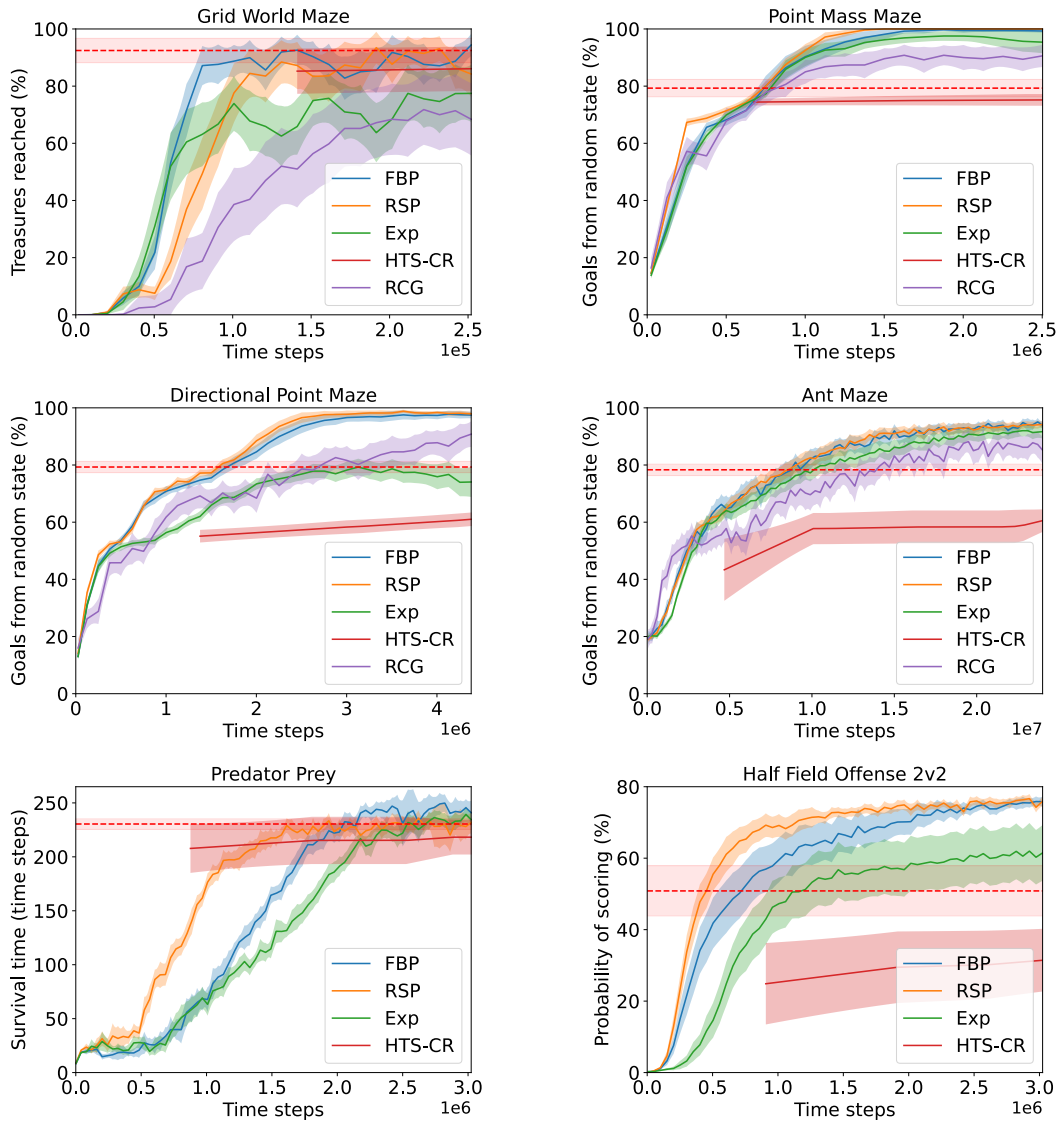 Grid World Maze
Treasures reached (%)
100
80
60
40
20
0
0.0 0.5 1.0 1.5 2.0 2.5
1e5
Time steps
FBP
RSP
Exp
HTS-CR
RCG
Point Mass Maze
Goals from random state (%)
100
80
60
40
20
0
0.0 0.5 1.0 1.5 2.0 2.5
1e6
Time steps
FBP
RSP
Exp
HTS-CR
RCG
Directional Point Maze
Goals from random state (%)
100
80
60
40
20
0
0 1 2 3 4
1e6
Time steps
FBP
RSP
Exp
HTS-CR
RCG
Ant Maze
Goals from random state (%)
100
80
60
40
20
0
0.0 0.5 1.0 1.5 2.0
1e7
Time steps
FBP
RSP
Exp
HTS-CR
RCG
Predator Prey
Survival time (time steps)
250
200
150
100
50
0
0.0 0.5 1.0 1.5 2.0 2.5 3.0
1e6
Time steps
FBP
RSP
Exp
HTS-CR
Half Field Offense 2v2
Probability of scoring (%)
80
60
40
20
0
0.0 0.5 1.0 1.5 2.0 2.5 3.0
1e6
Time steps
FBP
RSP
Exp
HTS-CR